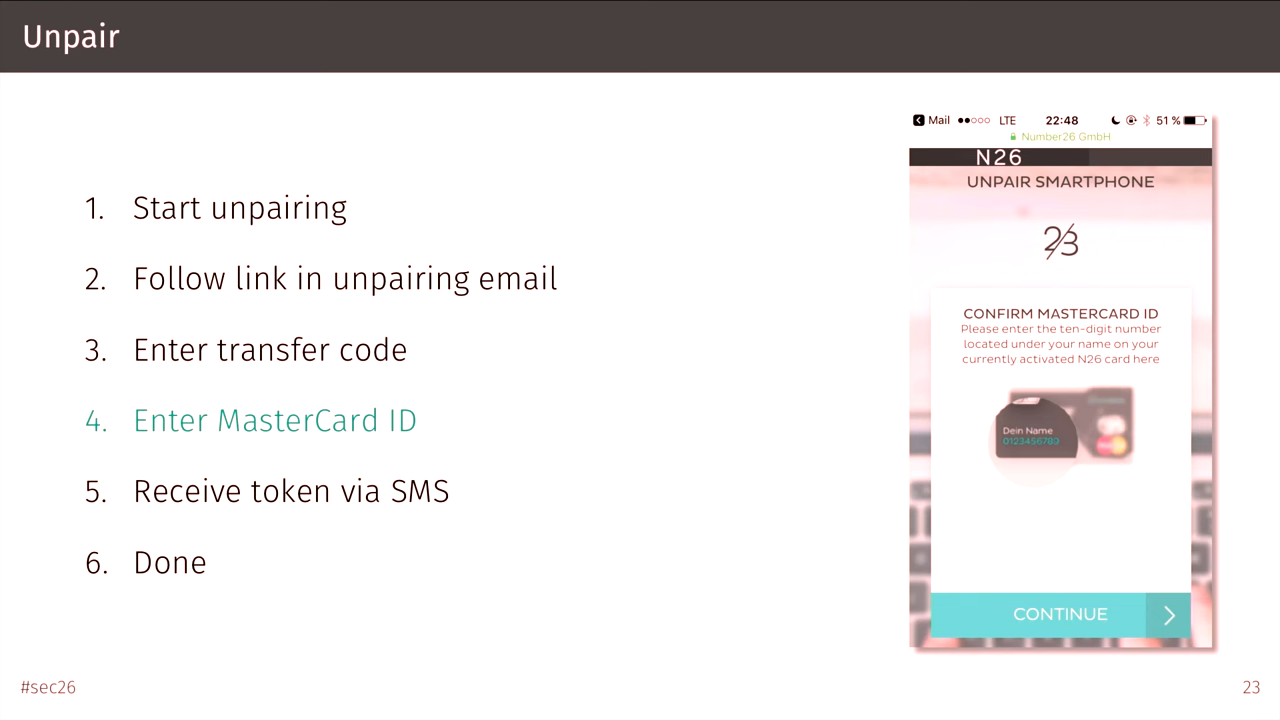 Unpair
1. Start unpairing
2. Follow link in unpairing email
3. Enter transfer code
4. Enter MasterCard ID
5. Receive token via SMS
6. Done
Mail LTE 22:48 51 %
Number26 GmbH
N26
UNPAIR SMARTPHONE
2/3
CONFIRM MASTERCARD ID
Please enter the ten-digit number
located under your name on your
currently activated N26 card here
Dein Name
0123456789
CONTINUE
#sec26
23